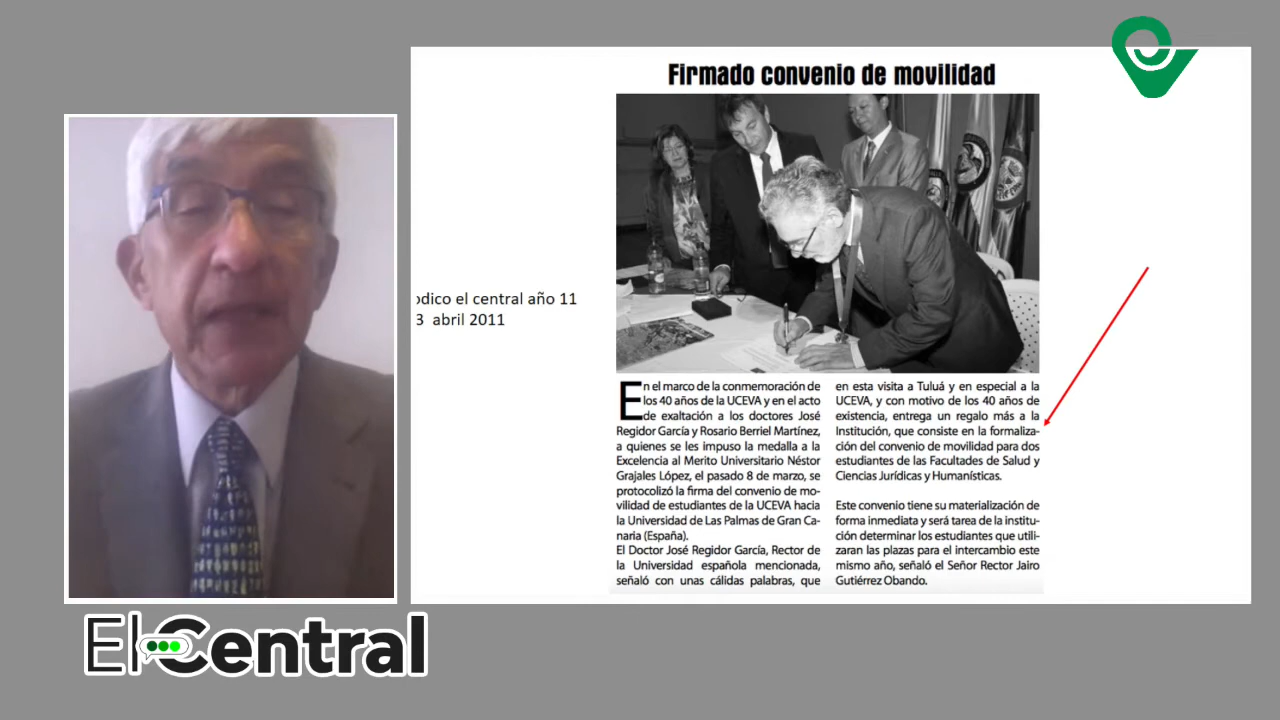 Firmado convenio de movilidad
odico el central año 11
3 abril 2011
En el marco de la conmemoración de
los 40 años de la UCEVA y en el acto
de exaltación a los doctores José
Regidor García y Rosario Berriel Martínez,
a quienes se les impuso la medalla a la
Excelencia al Merito Universitario Néstor
Grajales López, el pasado 8 de marzo, se
protocolizó la firma del convenio de mo-
vilidad de estudiantes de la UCEVA hacia
la Universidad de Las Palmas de Gran Ca-
naria (España).
El Doctor José Regidor García, Rector de
la Universidad española mencionada,
señaló con unas cálidas palabras, que
en esta visita a Tuluá y en especial a la
UCEVA, y con motivo de los 40 años de
existencia, entrega un regalo más a la
Institución, que consiste en la formaliza-
ción del convenio de movilidad para dos
estudiantes de las Facultades de Salud y
Ciencias Jurídicas y Humanísticas.
Este convenio tiene su materialización de
forma inmediata y será tarea de la institu-
ción determinar los estudiantes que utili-
zaran las plazas para el intercambio este
mismo año, señaló el Señor Rector Jairo
Gutiérrez Obando.
El Central